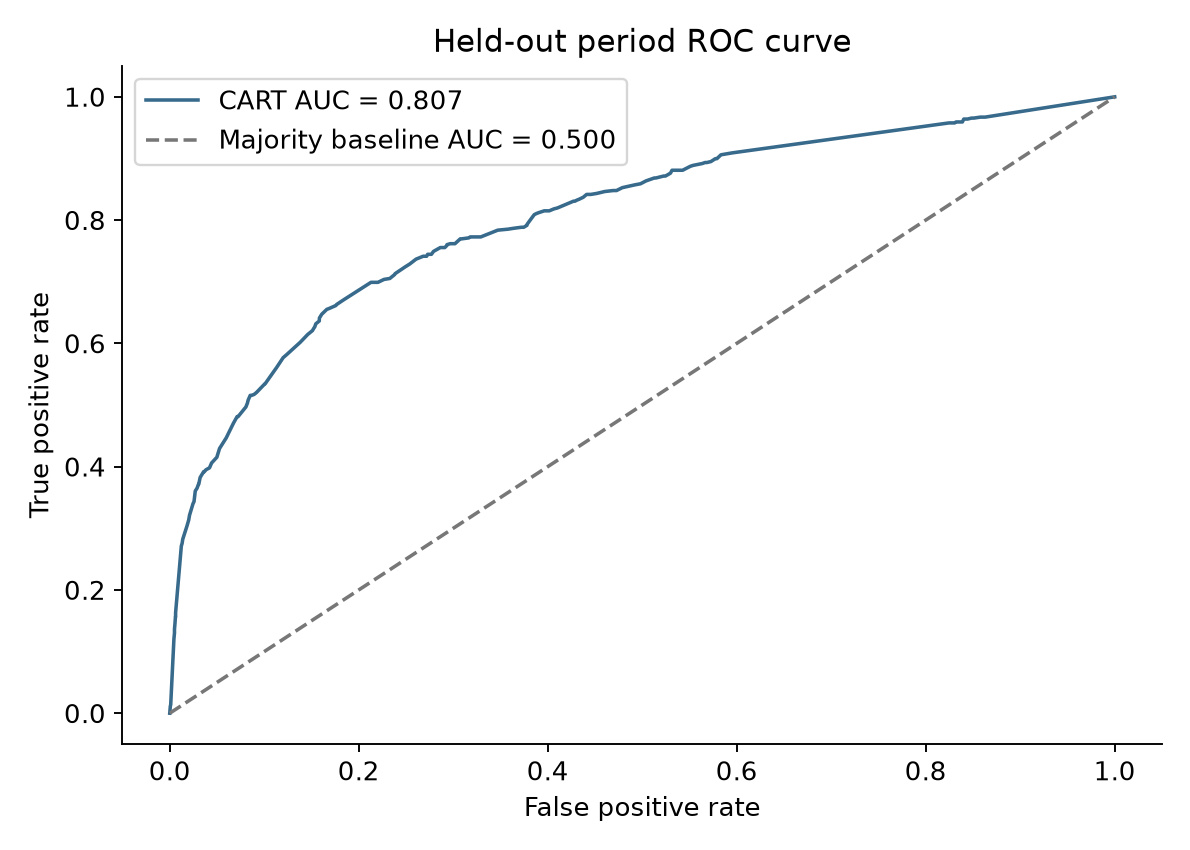 Held-out period ROC curve
CART AUC = 0.807
Majority baseline AUC = 0.500
True positive rate
1.0
0.8
0.6
0.4
0.2
0.0
0.0 0.2 0.4 0.6 0.8 1.0
False positive rate